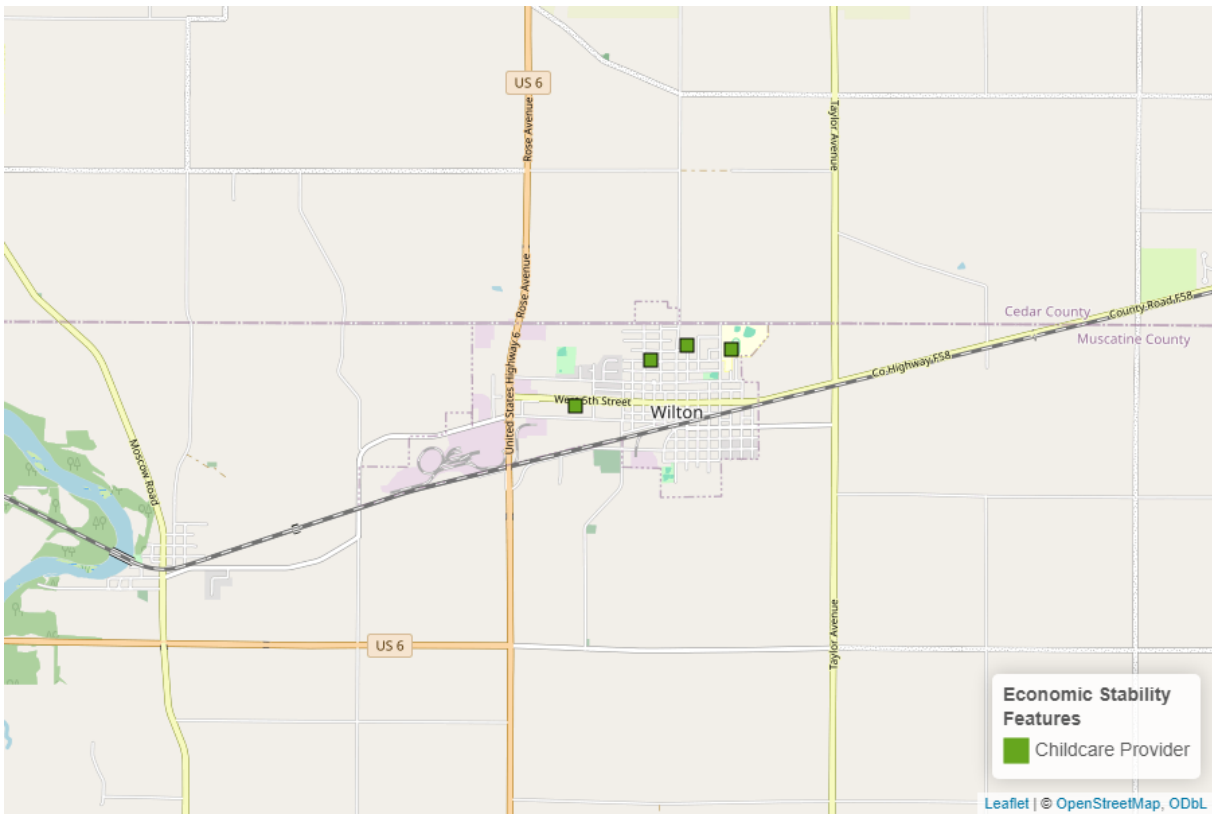 US 6
Rose Avenue
Taylor Avenue
Rose Avenue
Cedar County
County Road F58
Muscatine County
United States Highway 6
Co Highway F58
West 5th Street
Wilton
Moscow Road
Taylor Avenue
US 6
Economic Stability
Features
Childcare Provider
Leaflet | © OpenStreetMap, ODbL